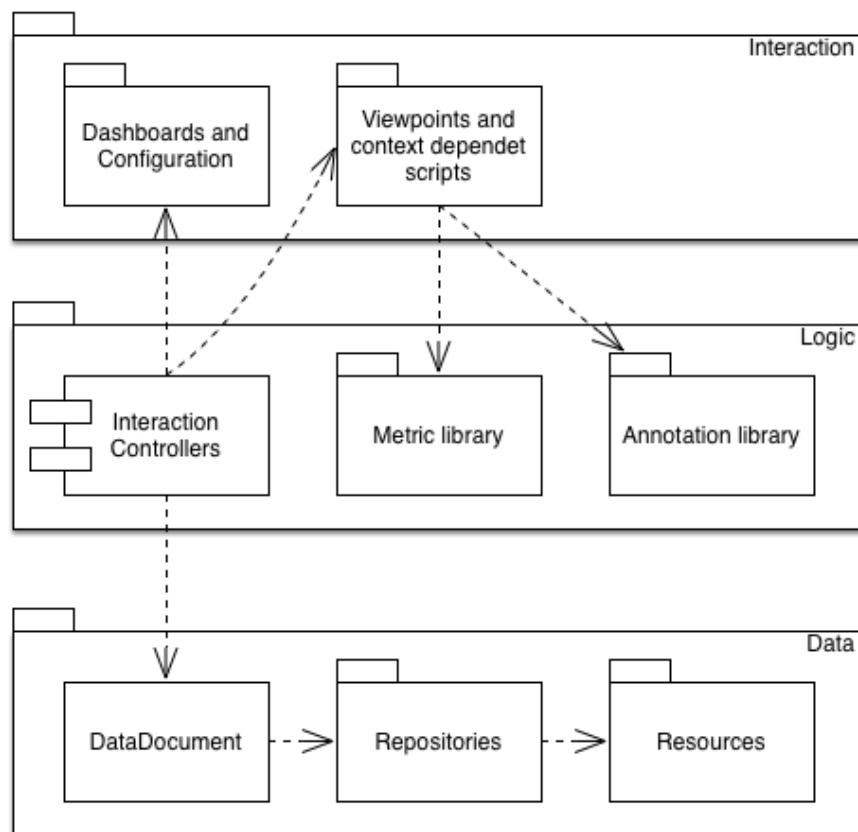 Interaction
Dashboards and
Configuration
Viewpoints and
context dependet
scripts
Logic
Interaction
Controllers
Metric library
Annotation library
Data
DataDocument
Repositories
Resources